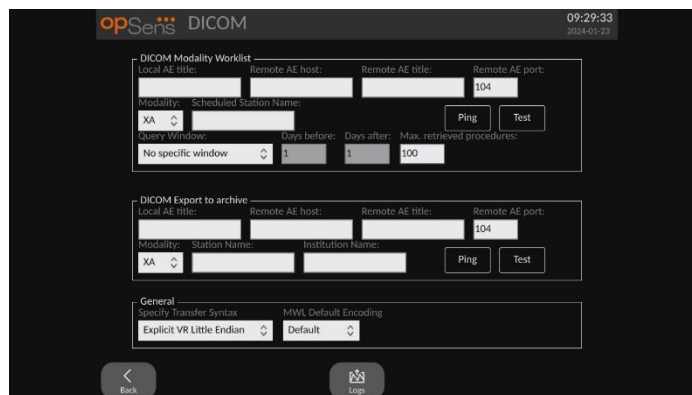 opSens DICOM 09:29:33
2024-01-23
DICOM Modality Worklist
Local AE title: Remote AE host: Remote AE title: Remote AE port:
104
Modality: Scheduled Station Name:
XA Ping Test
Query Window: Days before: Days after: Max. retrieved procedures:
No specific window 1 1 100
DICOM Export to archive
Local AE title: Remote AE host: Remote AE title: Remote AE port:
104
Modality: Station Name: Institution Name:
XA Ping Test
General
Specify Transfer Syntax MWL Default Encoding
Explicit VR Little Endian Default
Back Logs